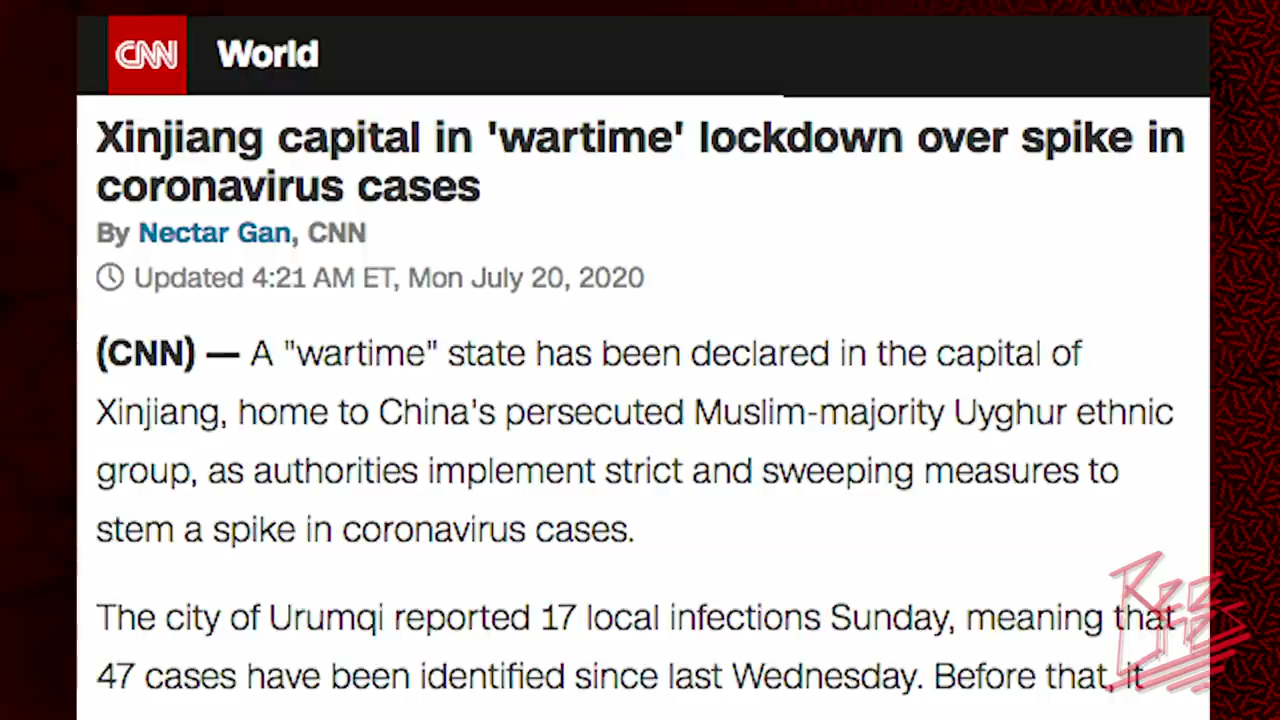 CNN World
Xinjiang capital in 'wartime' lockdown over spike in
coronavirus cases
By Nectar Gan, CNN
Updated 4:21 AM ET, Mon July 20, 2020
(CNN) — A "wartime" state has been declared in the capital of
Xinjiang, home to China's persecuted Muslim-majority Uyghur ethnic
group, as authorities implement strict and sweeping measures to
stem a spike in coronavirus cases.
The city of Urumqi reported 17 local infections Sunday, meaning that
47 cases have been identified since last Wednesday. Before that, it